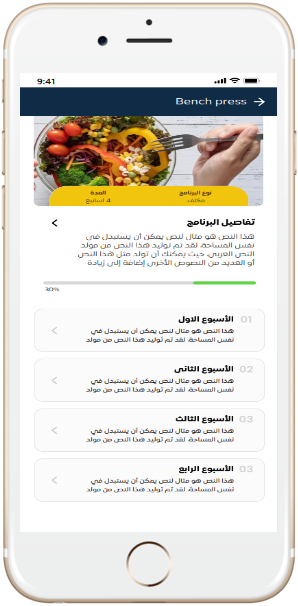 9:41
Bench press
نوع البرنامج
مكثف
المدة
4 اسابيع
تفاصيل البرنامج
هذا النص هو مثال لنص يمكن أن يستبدل في
نفس المساحة، لقد تم توليد هذا النص من مولد
النص العربى، حيث يمكنك أن تولد مثل هذا النص
أو العديد من النصوص الأخرى إضافة إلى زيادة
30%
01 الأسبوع الاول
هذا النص هو مثال لنص يمكن أن يستبدل في
نفس المساحة، لقد تم توليد هذا النص من مولد
02 الأسبوع الثانى
هذا النص هو مثال لنص يمكن أن يستبدل في
نفس المساحة، لقد تم توليد هذا النص من مولد
03 الأسبوع الثالث
هذا النص هو مثال لنص يمكن أن يستبدل في
نفس المساحة، لقد تم توليد هذا النص من مولد
03 الأسبوع الرابع
هذا النص هو مثال لنص يمكن أن يستبدل في
نفس المساحة، لقد تم توليد هذا النص من مولد